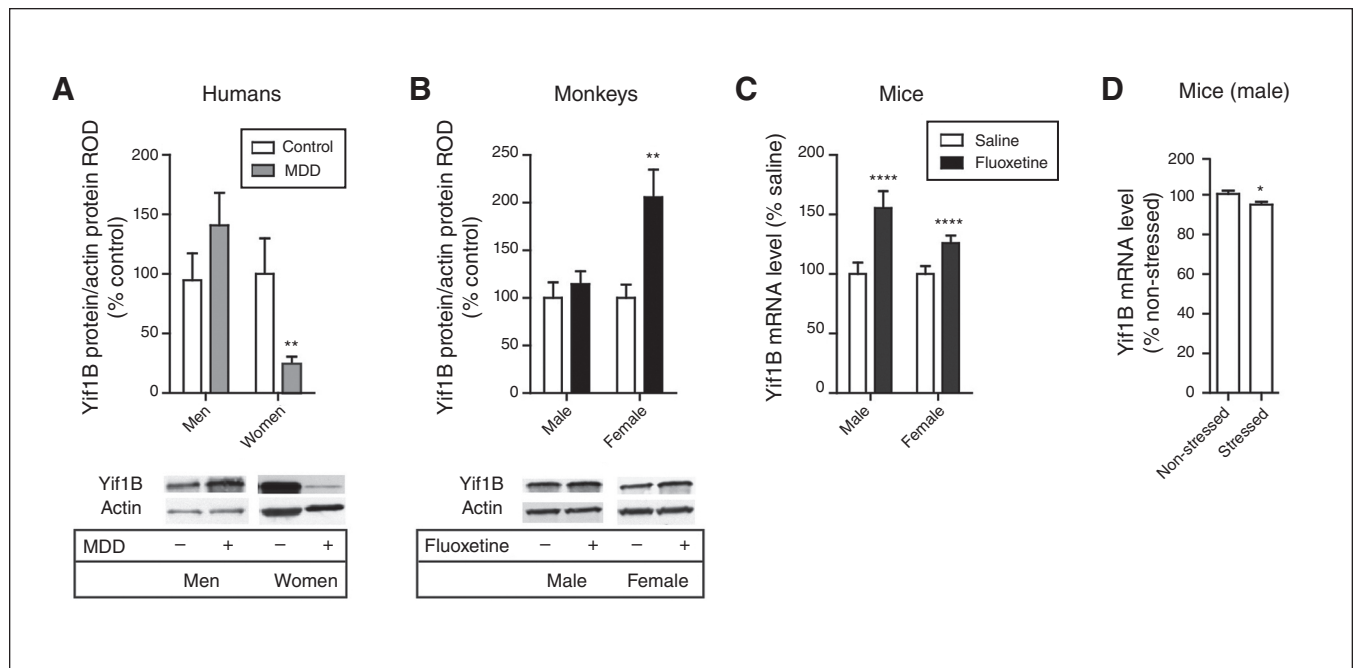 A
Humans
Yif1B protein/actin protein ROD
(% control)
200
150
100
50
0
Control
MDD
**
Men
Women
Yif1B
Actin
MDD − + − +
Men Women
B
Monkeys
Yif1B protein/actin protein ROD
(% control)
250
200
150
100
50
0
**
Male
Female
Yif1B
Actin
Fluoxetine − + − +
Male Female
C
Mice
Saline
Fluoxetine
Yif1B mRNA level (% saline)
200
150
100
50
0
****
****
Male
Female
D
Mice (male)
Yif1B mRNA level
(% non-stressed)
200
100
80
60
40
20
0
*
Non-stressed
Stressed